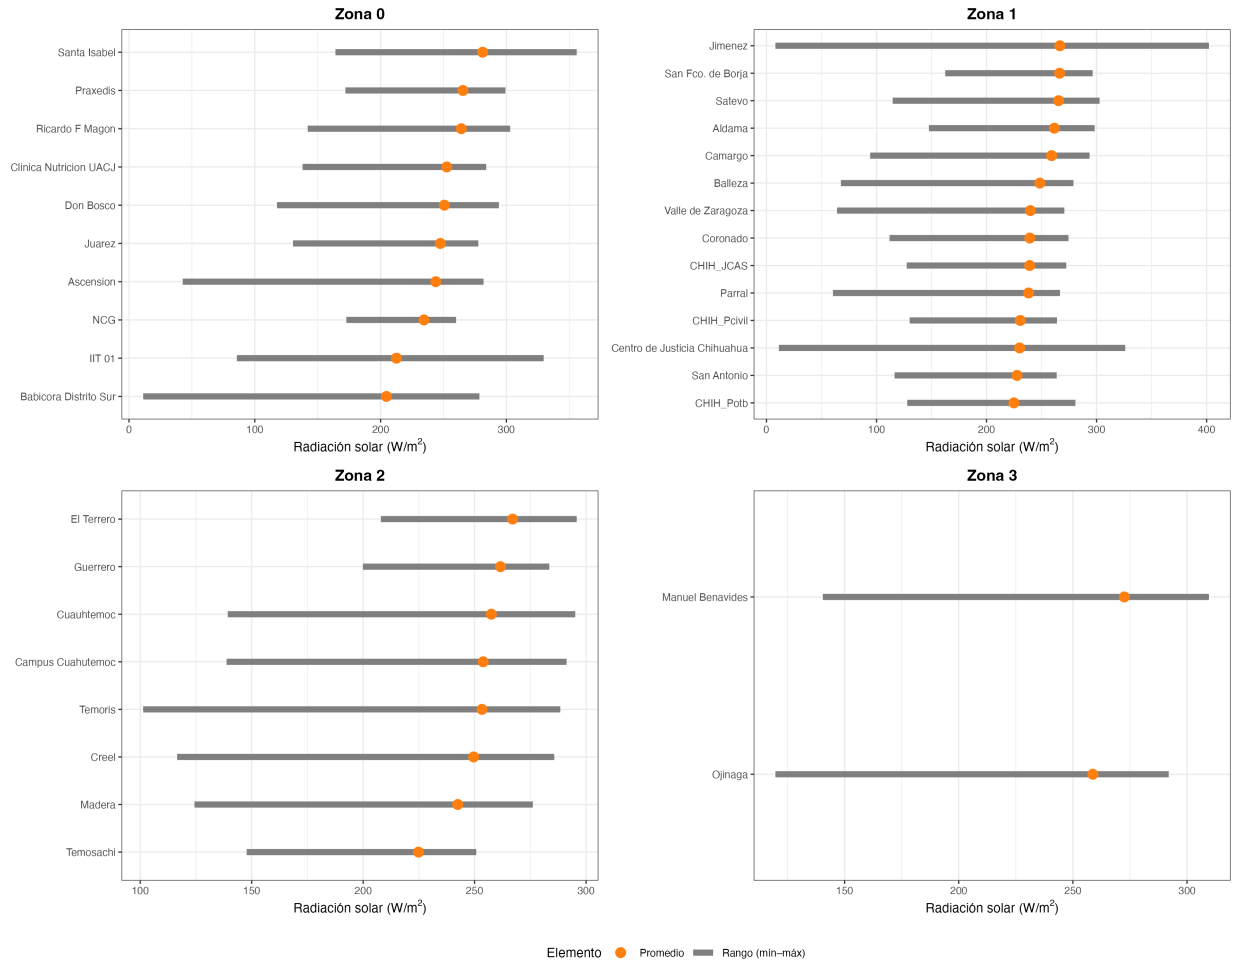 Zona 0
Santa Isabel
Praxedis
Ricardo F Magon
Clinica Nutricion UACJ
Don Bosco
Juarez
Ascension
NCG
IIT 01
Babicora Distrito Sur
0 100 200 300
Radiación solar (W/m²)
Zona 1
Jimenez
San Fco. de Borja
Satevo
Aldama
Camargo
Balleza
Valle de Zaragoza
Coronado
CHIH_JCAS
Parral
CHIH_Pcivil
Centro de Justicia Chihuahua
San Antonio
CHIH_Potb
0 100 200 300 400
Radiación solar (W/m²)
Zona 2
El Terrero
Guerrero
Cuauhtemoc
Campus Cuahutemoc
Temoris
Creel
Madera
Temosachi
100 150 200 250 300
Radiación solar (W/m²)
Zona 3
Manuel Benavides
Ojinaga
150 200 250 300
Radiación solar (W/m²)
Elemento Promedio Rango (mín–máx)